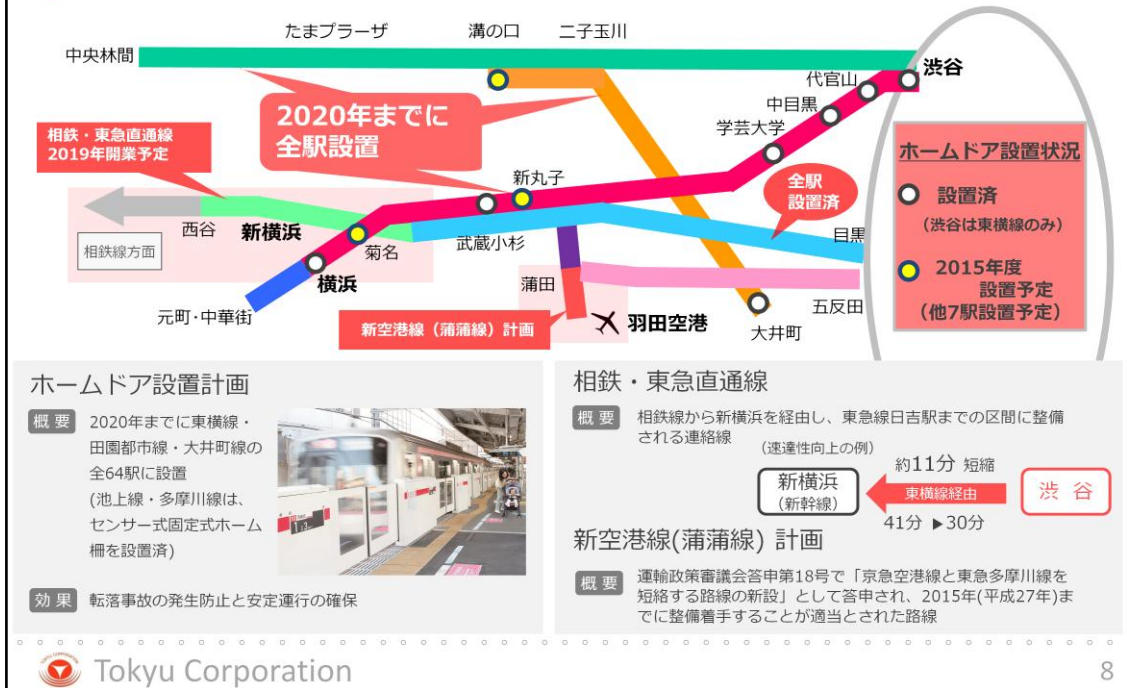 たまプラーザ
溝の口
二子玉川
中央林間
渋谷
代官山
中目黒
学芸大学
2020年までに
全駅設置
相鉄・東急直通線
2019年開業予定
新丸子
全駅
設置済
ホームドア設置状況
設置済
(渋谷は東横線のみ)
2015年度
設置予定
(他7駅設置予定)
西谷
新横浜
菊名
武蔵小杉
目黒
相鉄線方面
横浜
蒲田
五反田
元町・中華街
新空港線（蒲蒲線）計画
羽田空港
大井町
ホームドア設置計画
概要
2020年までに東横線・
田園都市線・大井町線の
全64駅に設置
(池上線・多摩川線は、
センサー式固定式ホーム
柵を設置済)
効果
転落事故の発生防止と安定運行の確保
相鉄・東急直通線
概要
相鉄線から新横浜を経由し、東急線日吉駅までの区間に整備
される連絡線
(速達性向上の例)
新横浜
(新幹線)
約11分 短縮
東横線経由
41分 ▶30分
渋 谷
新空港線(蒲蒲線) 計画
概要
運輸政策審議会答申第18号で「京急空港線と東急多摩川線を
短絡する路線の新設」として答申され、2015年(平成27年)ま
でに整備着手することが適当とされた路線
Tokyu Corporation
8